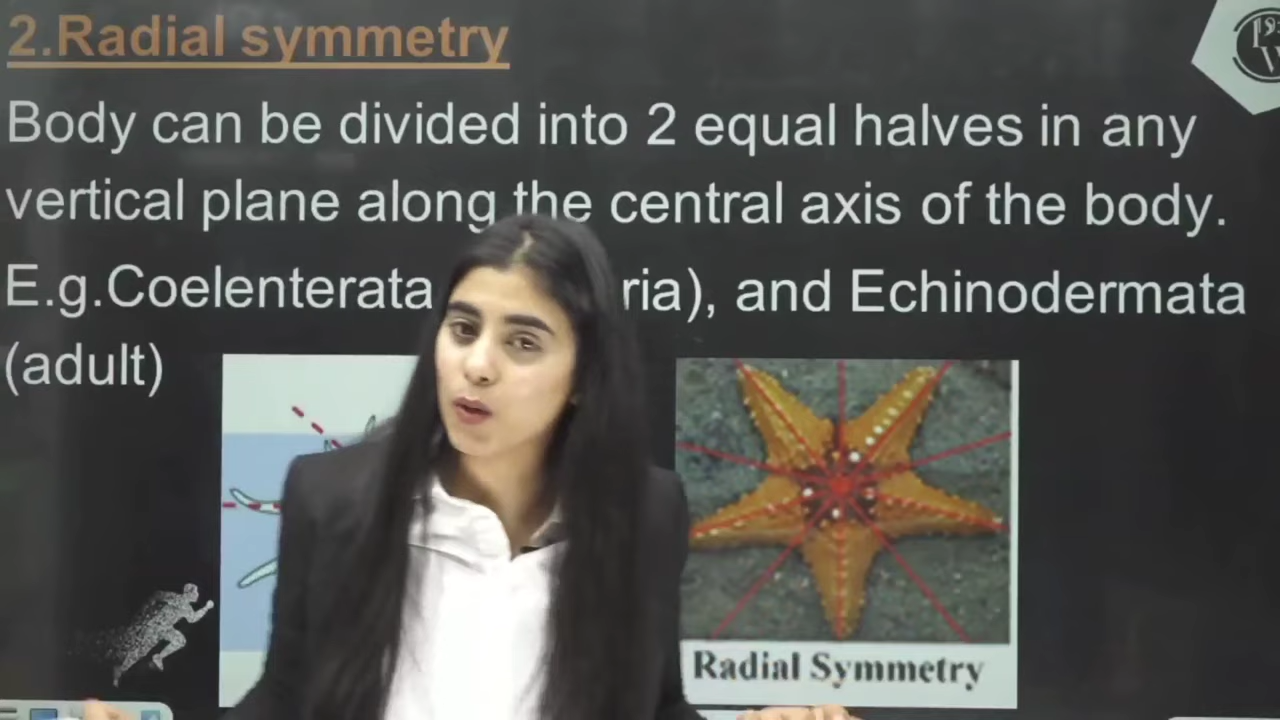 2.Radial symmetry
Body can be divided into 2 equal halves in any
vertical plane along the central axis of the body.
E.g.Coelenterata ria), and Echinodermata
(adult)
Radial Symmetry